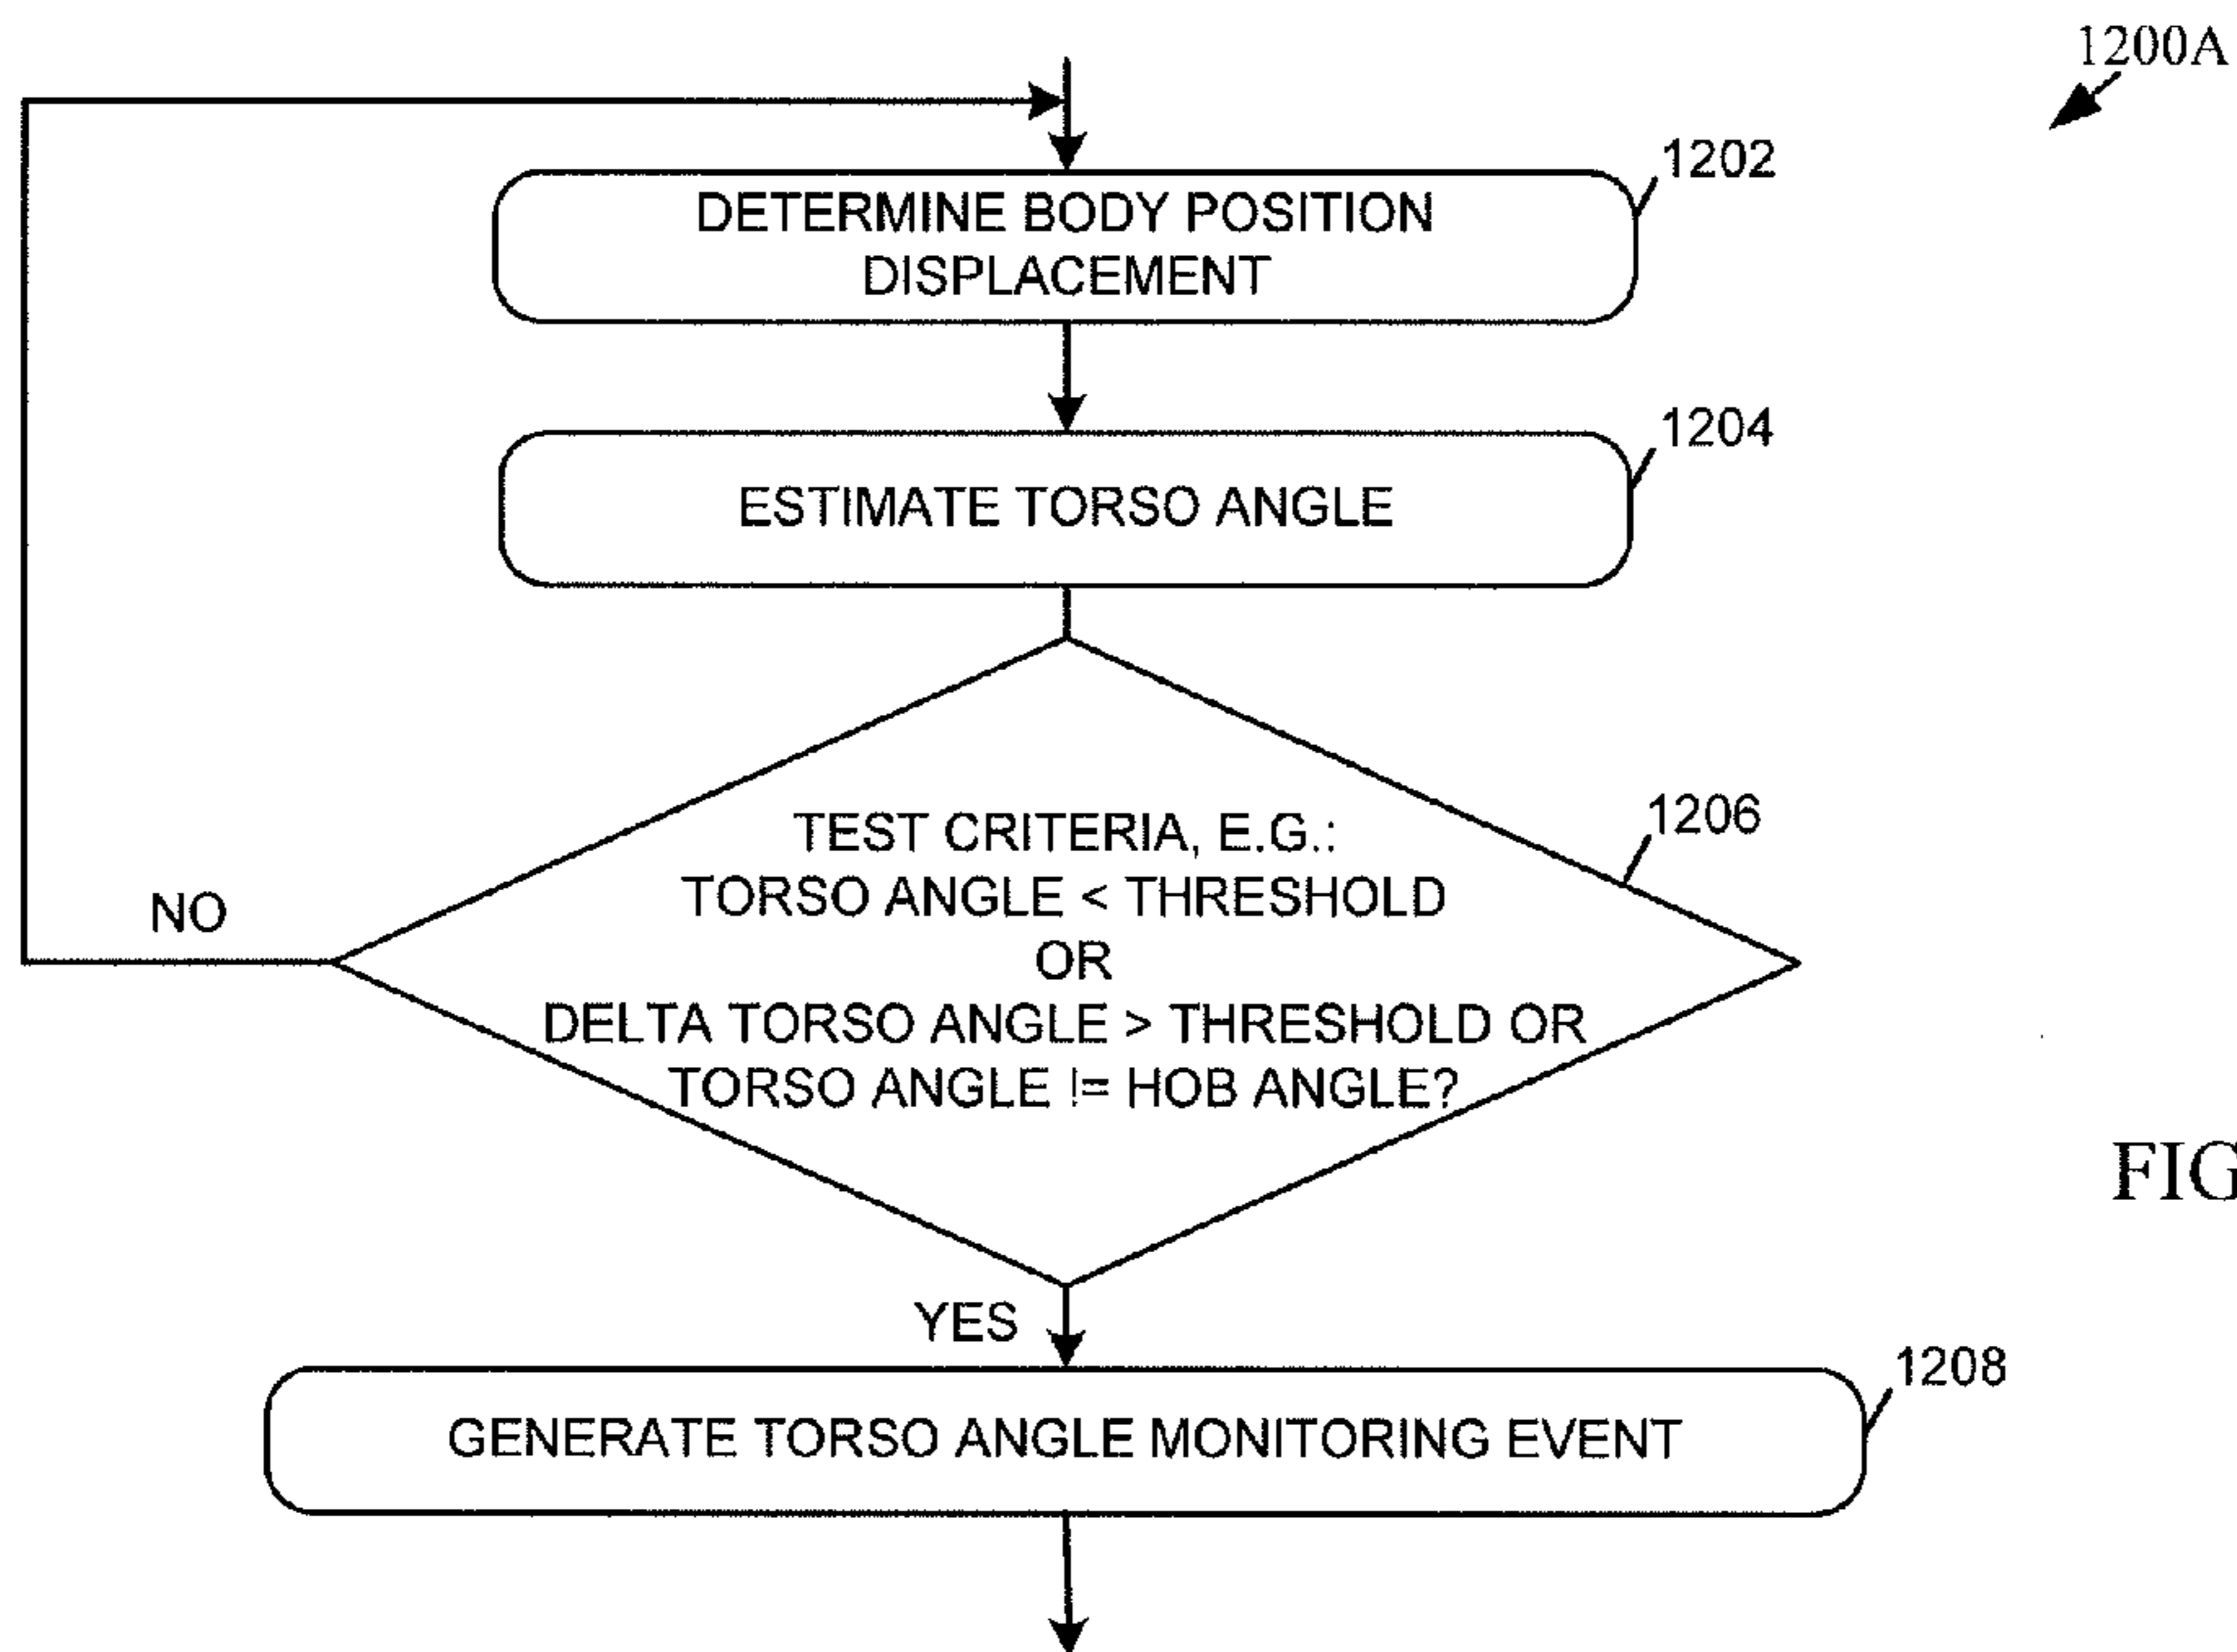 1200A
1202
DETERMINE BODY POSITION
DISPLACEMENT
1204
ESTIMATE TORSO ANGLE
1206
TEST CRITERIA, E.G.:
TORSO ANGLE < THRESHOLD
OR
DELTA TORSO ANGLE > THRESHOLD OR
TORSO ANGLE != HOB ANGLE?
NO
FIG
YES
1208
GENERATE TORSO ANGLE MONITORING EVENT